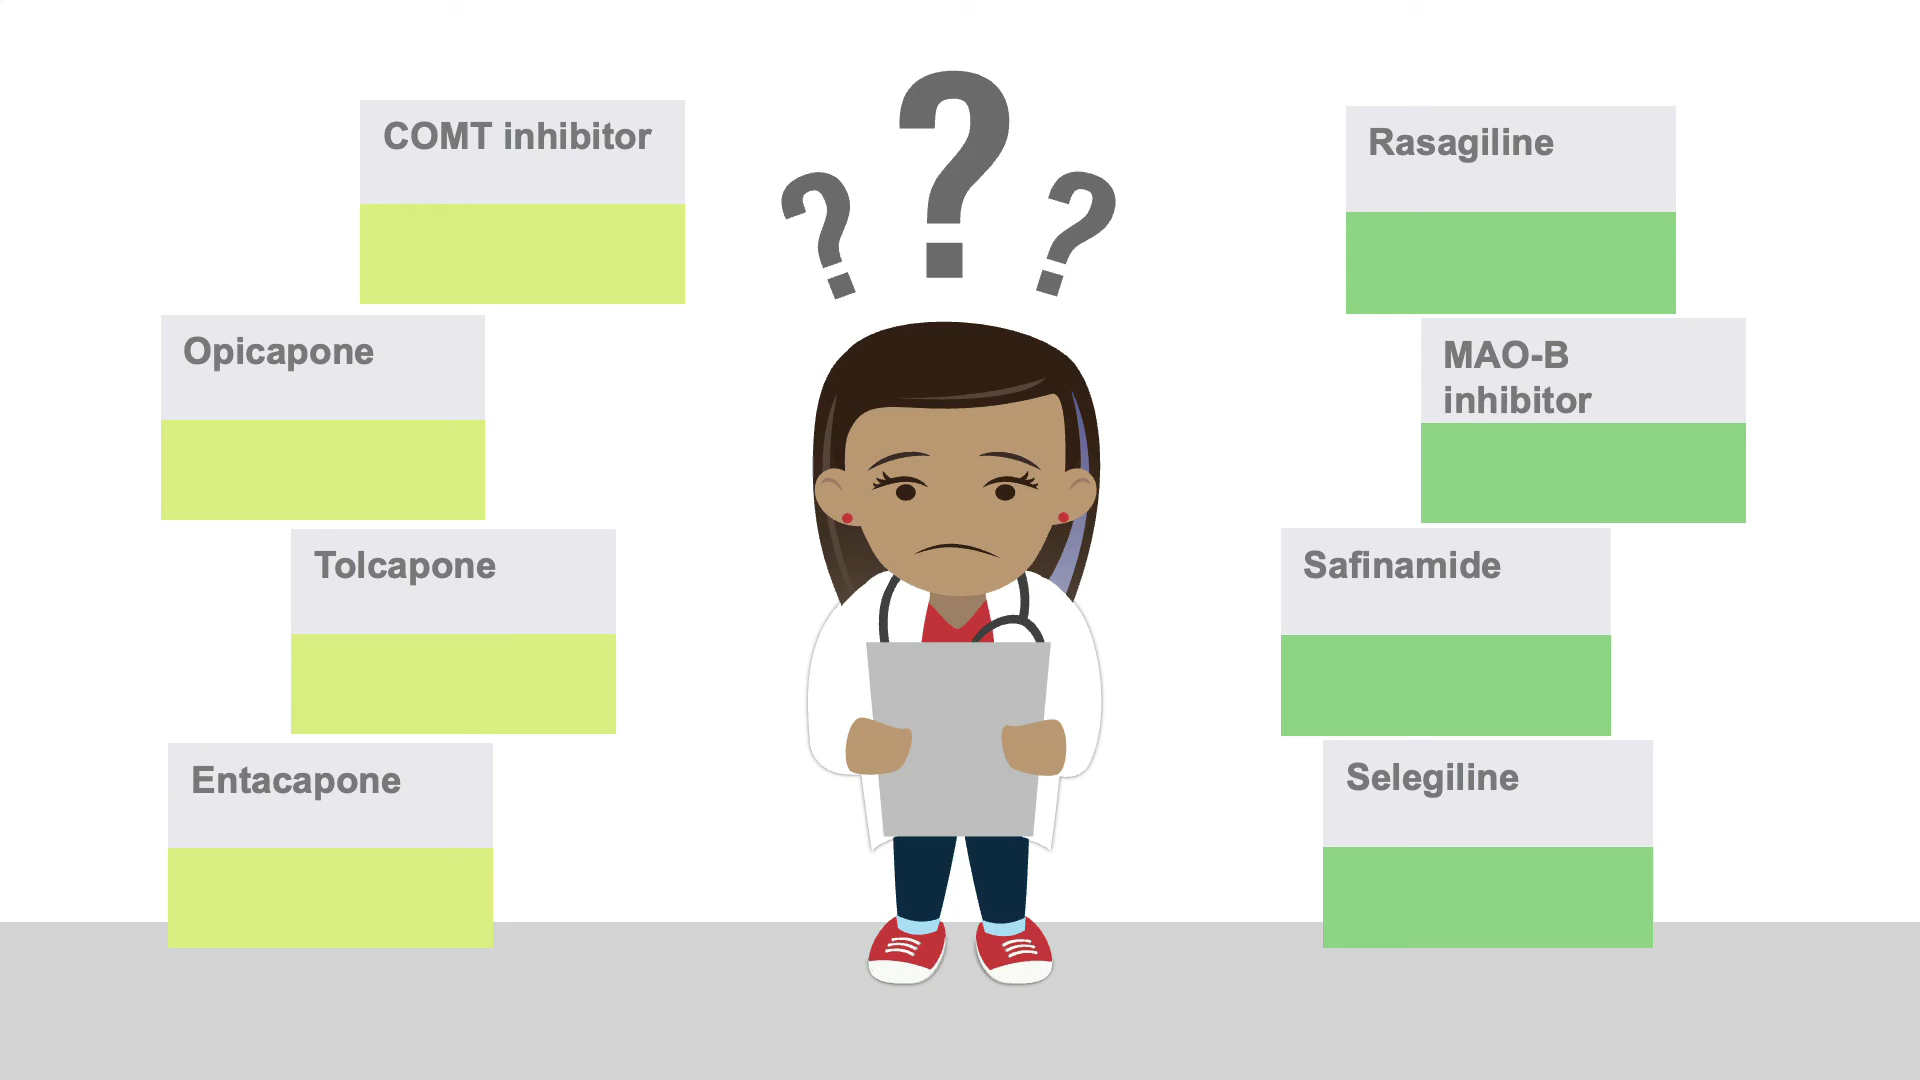 COMT inhibitor
Opicapone
Tolcapone
Entacapone
? ? ?
Rasagiline
MAO-B
inhibitor
Safinamide
Selegiline